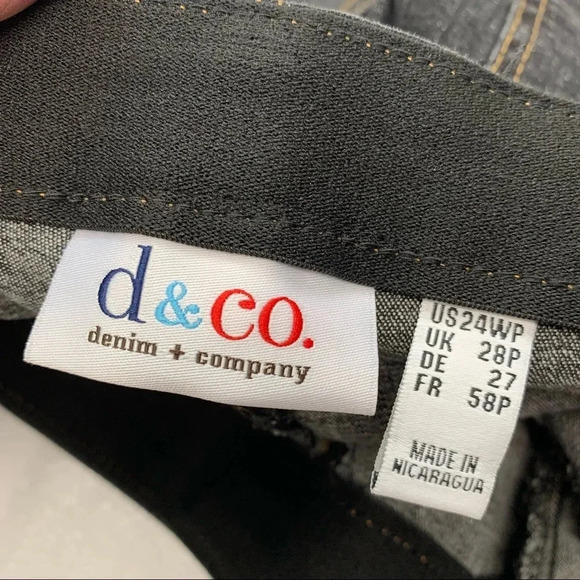 d&co.
denim + company
US24WP
UK 28P
DE 27
FR 58P
MADE IN
NICARAGUA